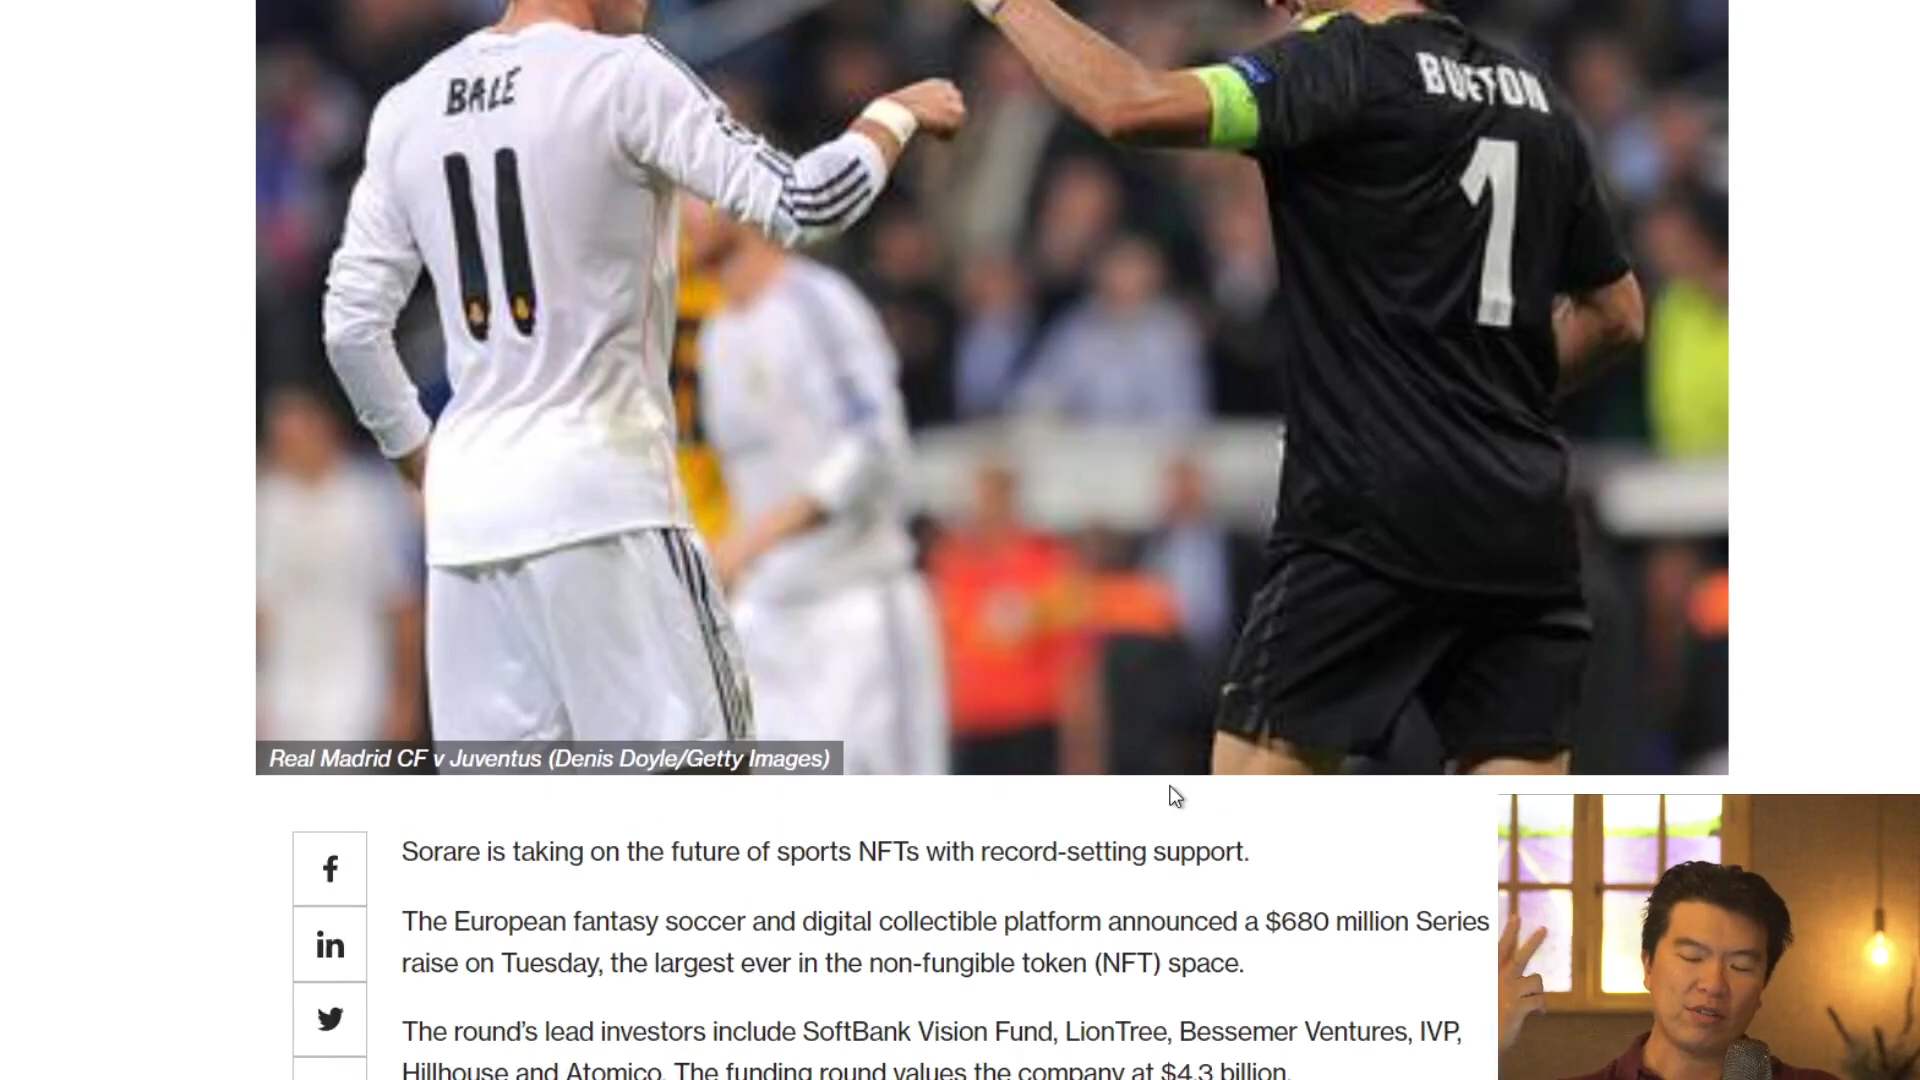 BALE
11
BUFFON
1
Real Madrid CF v Juventus (Denis Doyle/Getty Images)
Sorare is taking on the future of sports NFTs with record-setting support.
The European fantasy soccer and digital collectible platform announced a $680 million Series
raise on Tuesday, the largest ever in the non-fungible token (NFT) space.
The round’s lead investors include SoftBank Vision Fund, LionTree, Bessemer Ventures, IVP,
Hillhouse and Atomico. The funding round values the company at $4.3 billion.